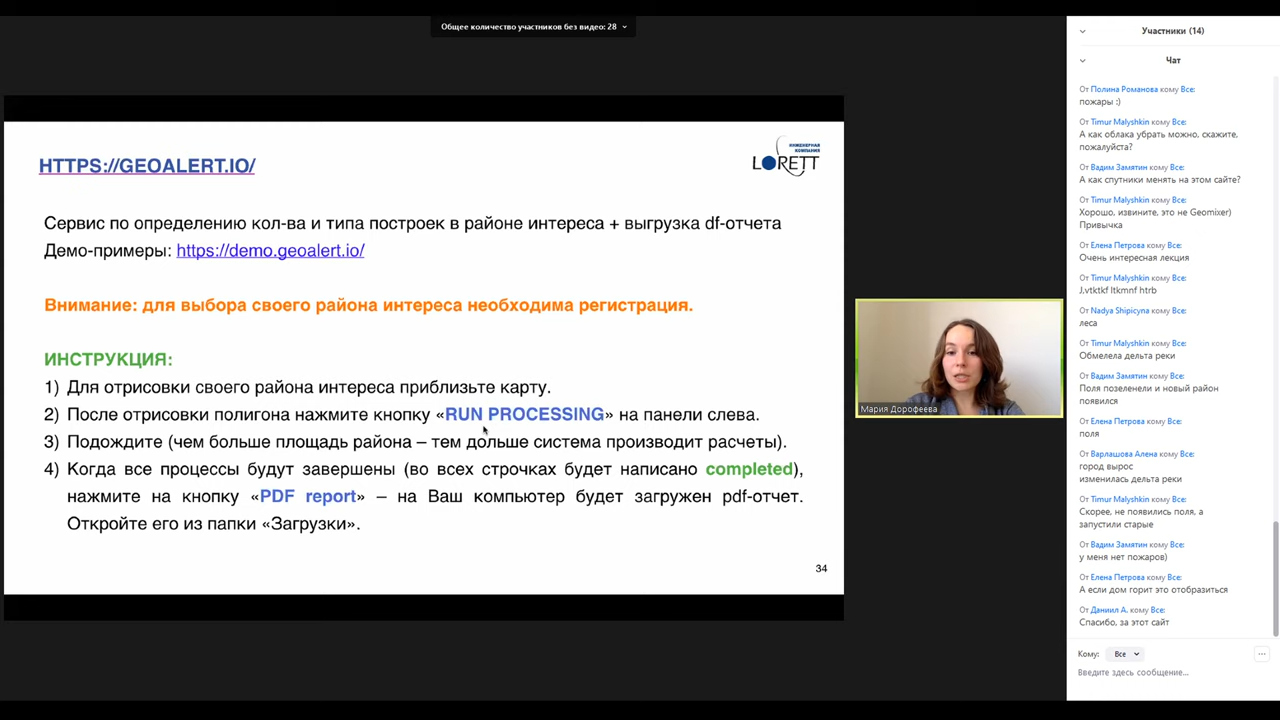 Общее количество участников без видео: 28
HTTPS://GEOALERT.IO/
ИНЖЕНЕРНАЯ
КОМПАНИЯ
LORETT
Сервис по определению кол-ва и типа построек в районе интереса + выгрузка df-отчета
Демо-примеры: https://demo.geoalert.io/
Внимание: для выбора своего района интереса необходима регистрация.
ИНСТРУКЦИЯ:
1) Для отрисовки своего района интереса приблизьте карту.
2) После отрисовки полигона нажмите кнопку «RUN PROCESSING» на панели слева.
3) Подождите (чем больше площадь района – тем дольше система производит расчеты).
4) Когда все процессы будут завершены (во всех строчках будет написано completed),
нажмите на кнопку «PDF report» – на Ваш компьютер будет загружен pdf-отчет.
Откройте его из папки «Загрузки».
34
Мария Дорофеева
Участники (14)
Чат
От Полина Романова кому Все:
пожары :)
От Timur Malyshkin кому Все:
А как облака убрать можно, скажите,
пожалуйста?
От Вадим Замятин кому Все:
А как спутники менять на этом сайте?
От Timur Malyshkin кому Все:
Хорошо, извините, это не Geomixer)
Привычка
От Елена Петрова кому Все:
Очень интересная лекция
От Timur Malyshkin кому Все:
J,vtktkf ltkmnf htrb
От Nadya Shipicyna кому Все:
леса
От Timur Malyshkin кому Все:
Обмелела дельта реки
От Вадим Замятин кому Все:
Поля позеленели и новый район
появился
От Елена Петрова кому Все:
поля
От Варлашова Алена кому Все:
город вырос
изменилась дельта реки
От Timur Malyshkin кому Все:
Скорее, не появились поля, а
запустили старые
От Вадим Замятин кому Все:
у меня нет пожаров)
От Елена Петрова кому Все:
А если дом горит это отобразиться
От Даниил А. кому Все:
Спасибо, за этот сайт
Кому: Все
Введите здесь сообщение...